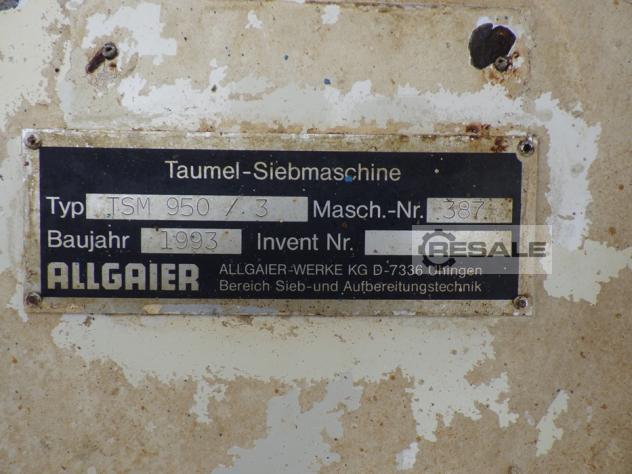 Taumel-Siebmaschine
Typ TSM 950 / 3 Masch.-Nr. 387
Baujahr 1993 Invent Nr.
RESALE
ALLGAIER ALLGAIER-WERKE KG D-7336 Uhingen
Bereich Sieb-und Aufbereitungstechnik